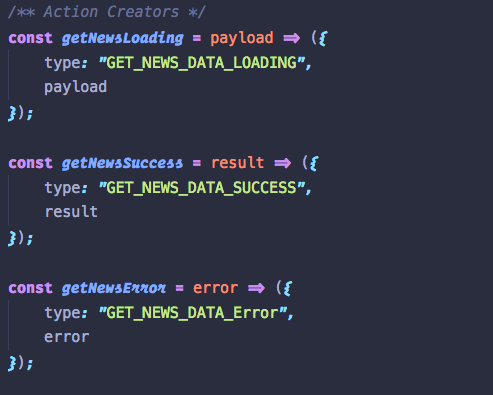 /** Action Creators */
const getNewsLoading = payload => ({
    type: "GET_NEWS_DATA_LOADING",
    payload
});

const getNewsSuccess = result => ({
    type: "GET_NEWS_DATA_SUCCESS",
    result
});

const getNewsError = error => ({
    type: "GET_NEWS_DATA_Error",
    error
});